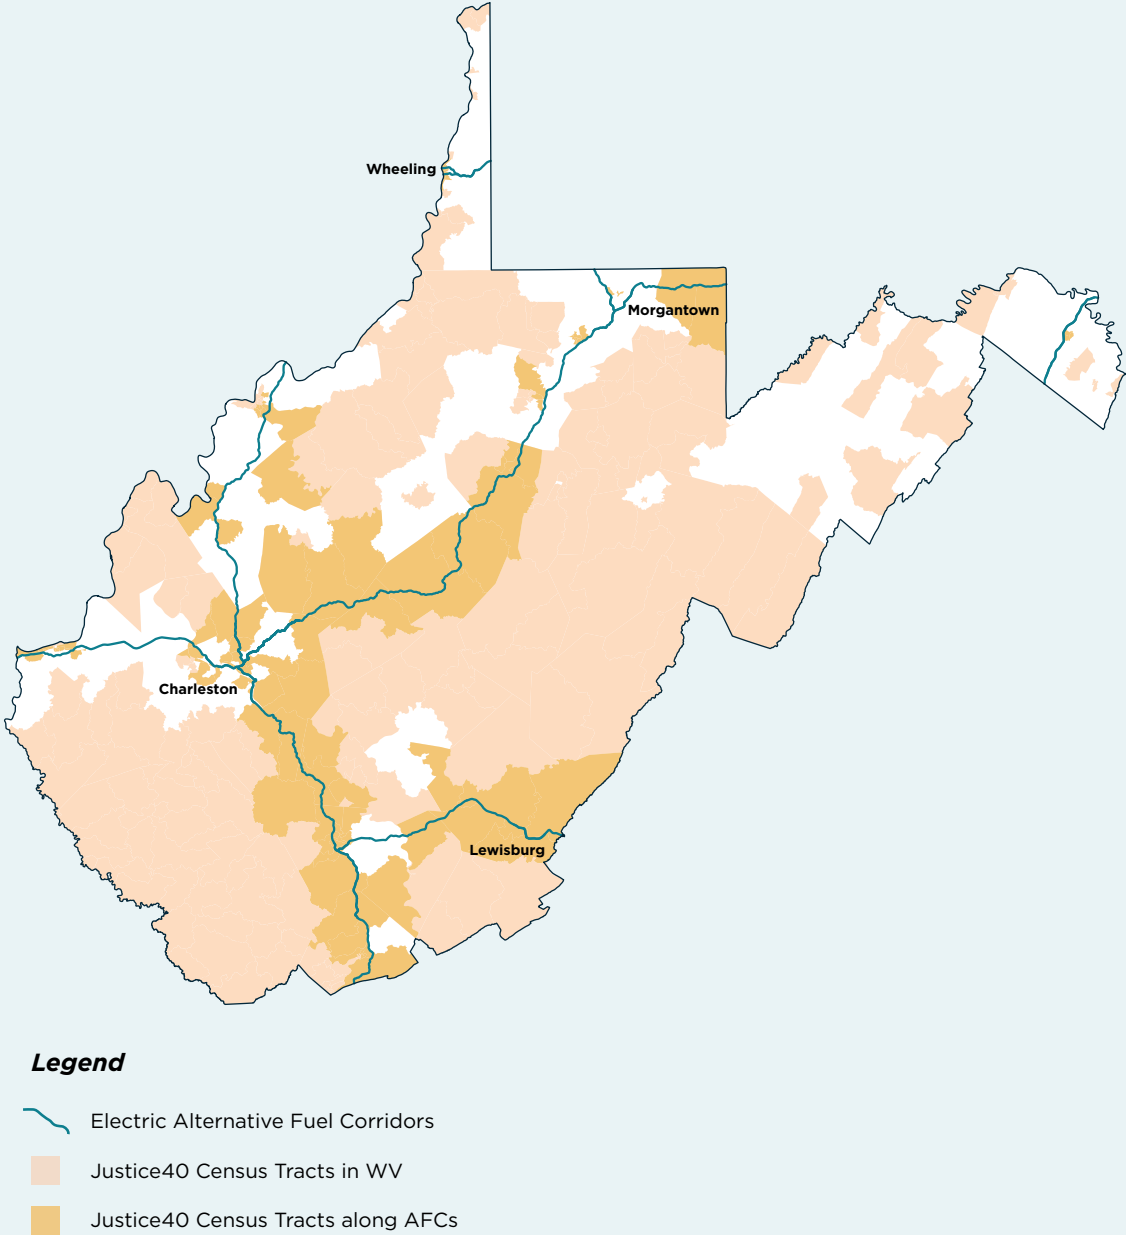 Wheeling
Morgantown
Charleston
Lewisburg
Legend
Electric Alternative Fuel Corridors
Justice40 Census Tracts in WV
Justice40 Census Tracts along AFCs